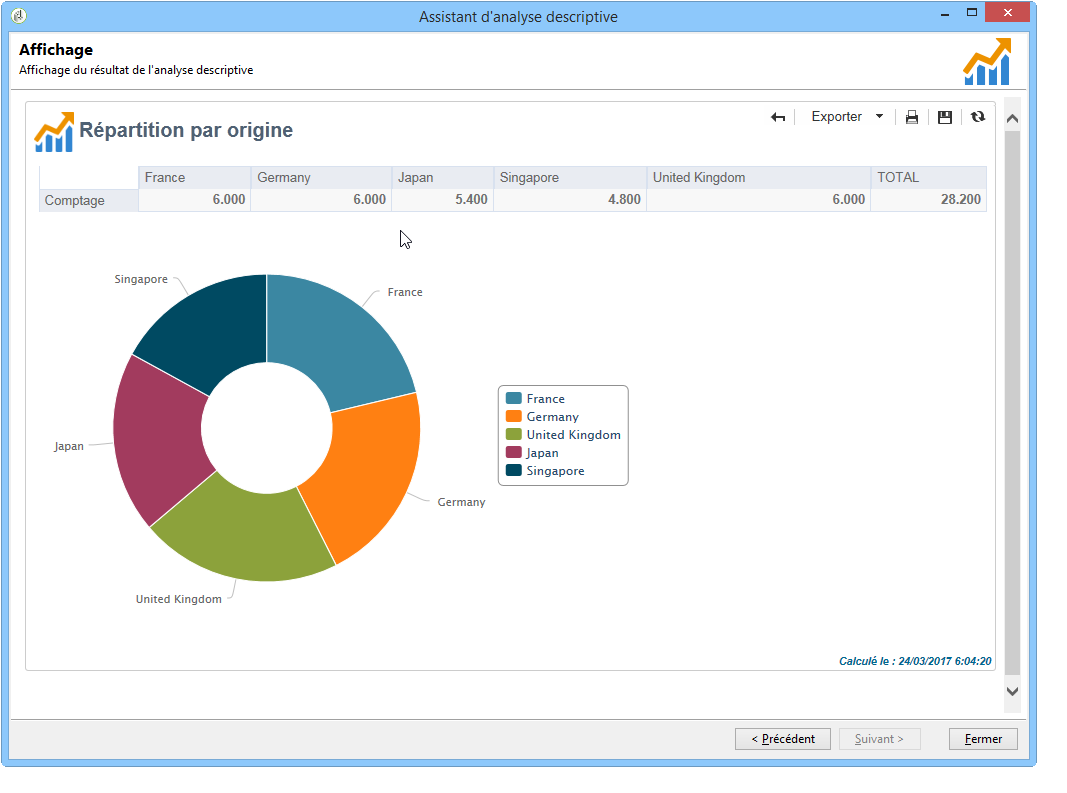 Assistant d'analyse descriptive
Affichage
Affichage du résultat de l'analyse descriptive
Répartition par origine
Exporter
France Germany Japan Singapore United Kingdom TOTAL
Comptage 6.000 6.000 5.400 4.800 6.000 28.200
Singapore
France
Japan
Germany
United Kingdom
France
Germany
United Kingdom
Japan
Singapore
Calculé le : 24/03/2017 6:04:20
< Précédent Suivant > Fermer